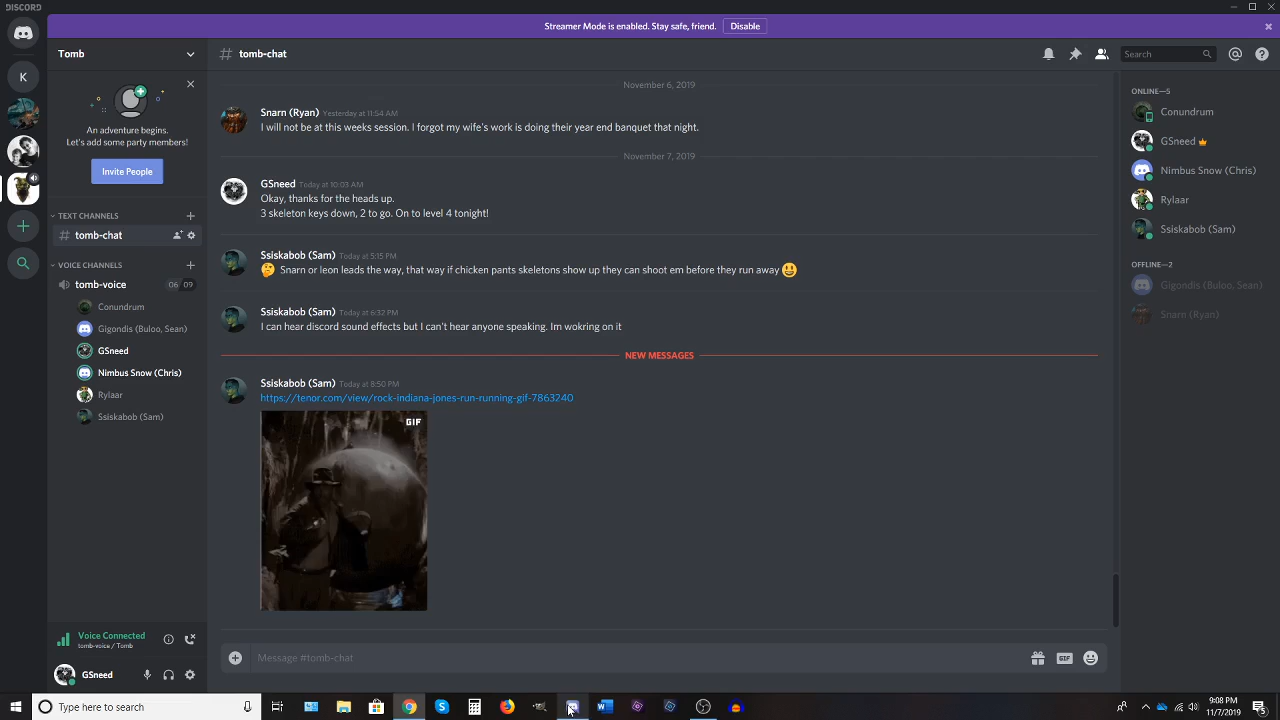 DISCORD
Streamer Mode is enabled. Stay safe, friend. Disable
Tomb
# tomb-chat
Search
K
An adventure begins.
Let's add some party members!
Invite People
TEXT CHANNELS
# tomb-chat
VOICE CHANNELS
tomb-voice 06 09
Conundrum
Gigondis (Buloo, Sean)
GSneed
Nimbus Snow (Chris)
Rylaar
Ssiskabob (Sam)
Voice Connected
tomb-voice / Tomb
GSneed
November 6, 2019
Snarn (Ryan) Yesterday at 11:54 AM
I will not be at this weeks session. I forgot my wife's work is doing their year end banquet that night.
November 7, 2019
GSneed Today at 10:03 AM
Okay, thanks for the heads up.
3 skeleton keys down, 2 to go. On to level 4 tonight!
Ssiskabob (Sam) Today at 5:15 PM
🤔 Snarn or leon leads the way, that way if chicken pants skeletons show up they can shoot em before they run away 😃
Ssiskabob (Sam) Today at 6:32 PM
I can hear discord sound effects but I can't hear anyone speaking. Im wokring on it
NEW MESSAGES
Ssiskabob (Sam) Today at 8:50 PM
https://tenor.com/view/rock-indiana-jones-run-running-gif-7863240
GIF
Message #tomb-chat
GIF
ONLINE—5
Conundrum
GSneed
Nimbus Snow (Chris)
Rylaar
Ssiskabob (Sam)
OFFLINE—2
Gigondis (Buloo, Sean)
Snarn (Ryan)
Type here to search
9:08 PM
11/7/2019